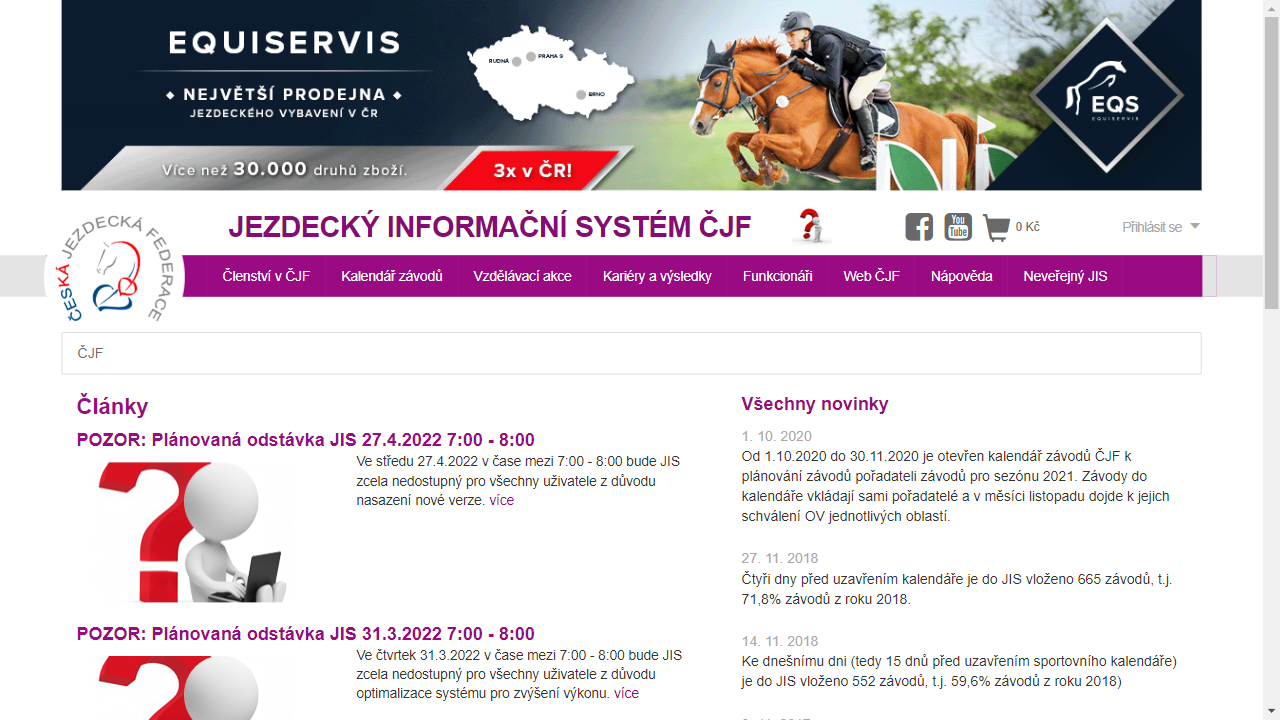 EQUISERVIS
NEJVĚTŠÍ PRODEJNA
JEZDECKÉHO VYBAVENÍ V ČR
Více než 30.000 druhů zboží.
3x v ČR!
RUDNÁ
PRAHA 9
BRNO
EQS
EQUISERVIS
ČESKÁ JEZDECKÁ FEDERACE
JEZDECKÝ INFORMAČNÍ SYSTÉM ČJF
You
Tube
0 Kč
Přihlásit se
Členství v ČJF
Kalendář závodů
Vzdělávací akce
Kariéry a výsledky
Funkcionáři
Web ČJF
Nápověda
Neveřejný JIS
ČJF
Články
POZOR: Plánovaná odstávka JIS 27.4.2022 7:00 - 8:00
Ve středu 27.4.2022 v čase mezi 7:00 - 8:00 bude JIS
zcela nedostupný pro všechny uživatele z důvodu
nasazení nové verze. více
POZOR: Plánovaná odstávka JIS 31.3.2022 7:00 - 8:00
Ve čtvrtek 31.3.2022 v čase mezi 7:00 - 8:00 bude JIS
zcela nedostupný pro všechny uživatele z důvodu
optimalizace systému pro zvýšení výkonu. více
Všechny novinky
1. 10. 2020
Od 1.10.2020 do 30.11.2020 je otevřen kalendář závodů ČJF k
plánování závodů pořadateli závodů pro sezónu 2021. Závody do
kalendáře vkládají sami pořadatelé a v měsíci listopadu dojde k jejich
schválení OV jednotlivých oblastí.
27. 11. 2018
Čtyři dny před uzavřením kalendáře je do JIS vloženo 665 závodů, t.j.
71,8% závodů z roku 2018.
14. 11. 2018
Ke dnešnímu dni (tedy 15 dnů před uzavřením sportovního kalendáře)
je do JIS vloženo 552 závodů, t.j. 59,6% závodů z roku 2018)